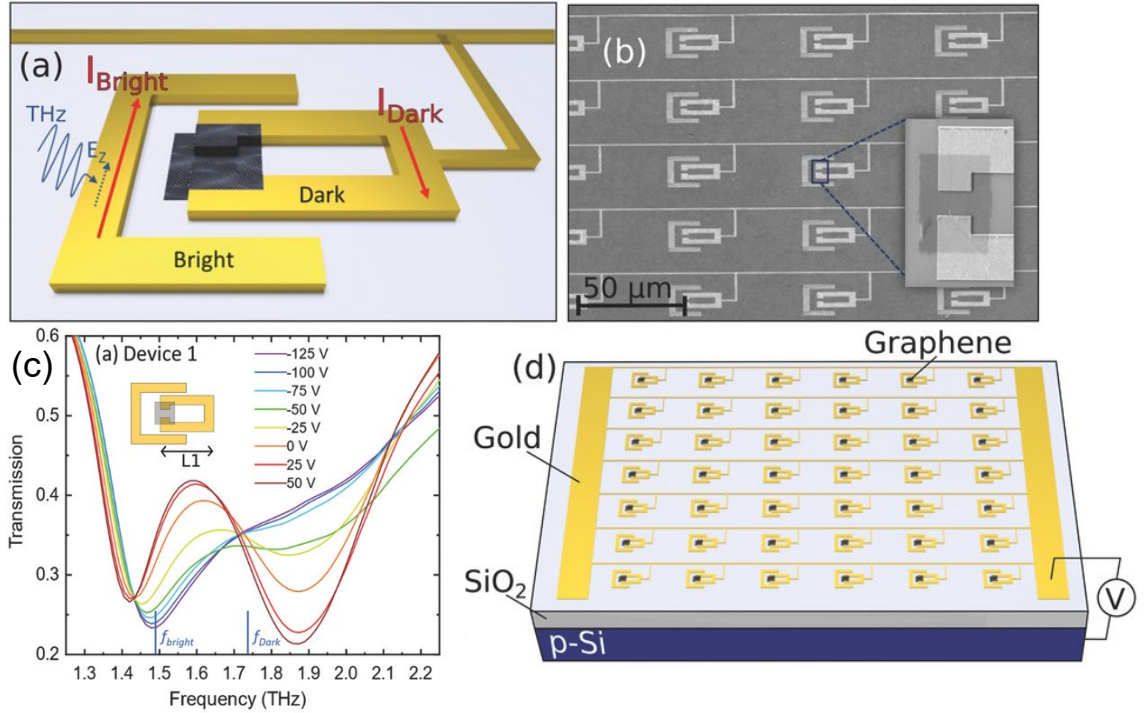 (a)
I_Bright
I_Dark
THz
E_z
Dark
Bright
(b)
50 μm
(c)
(a) Device 1
-125 V
-100 V
-75 V
-50 V
-25 V
0 V
25 V
50 V
L1
0.6
0.5
0.4
0.3
0.2
Transmission
f_bright
f_Dark
1.3 1.4 1.5 1.6 1.7 1.8 1.9 2.0 2.1 2.2
Frequency (THz)
(d)
Graphene
Gold
SiO₂
p-Si
V